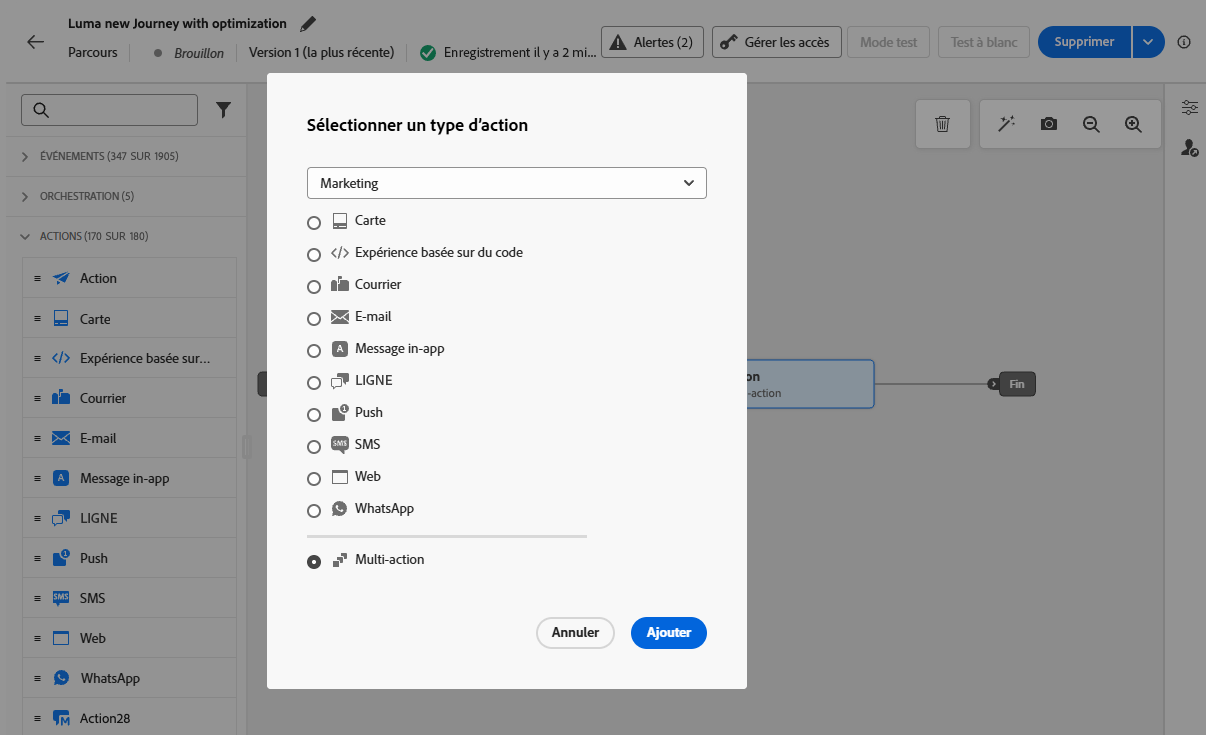 Luma new Journey with optimization
Parcours
Brouillon
Version 1 (la plus récente)
Enregistrement il y a 2 mi...
Alertes (2)
Gérer les accès
Mode test
Test à blanc
Supprimer
ÉVÉNEMENTS (347 SUR 1905)
ORCHESTRATION (5)
ACTIONS (170 SUR 180)
Action
Carte
Expérience basée sur...
Courrier
E-mail
A
Message in-app
LIGNE
1
Push
SMS
SMS
Web
WhatsApp
Action28
Sélectionner un type d'action
Marketing
Carte
Expérience basée sur du code
Courrier
E-mail
A
Message in-app
LIGNE
1
Push
SMS
SMS
Web
WhatsApp
Multi-action
Annuler
Ajouter
on
-action
Fin